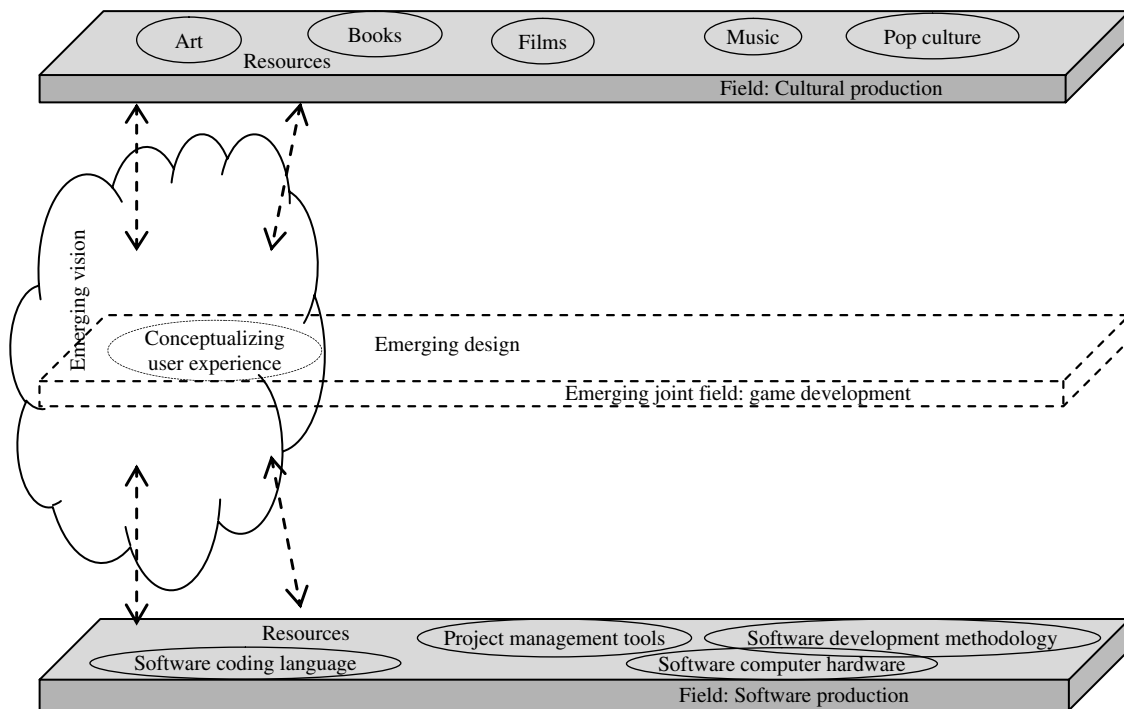 Art
Books
Films
Music
Pop culture
Resources
Field: Cultural production
Emerging vision
Conceptualizing
user experience
Emerging design
Emerging joint field: game development
Resources
Project management tools
Software development methodology
Software coding language
Software computer hardware
Field: Software production